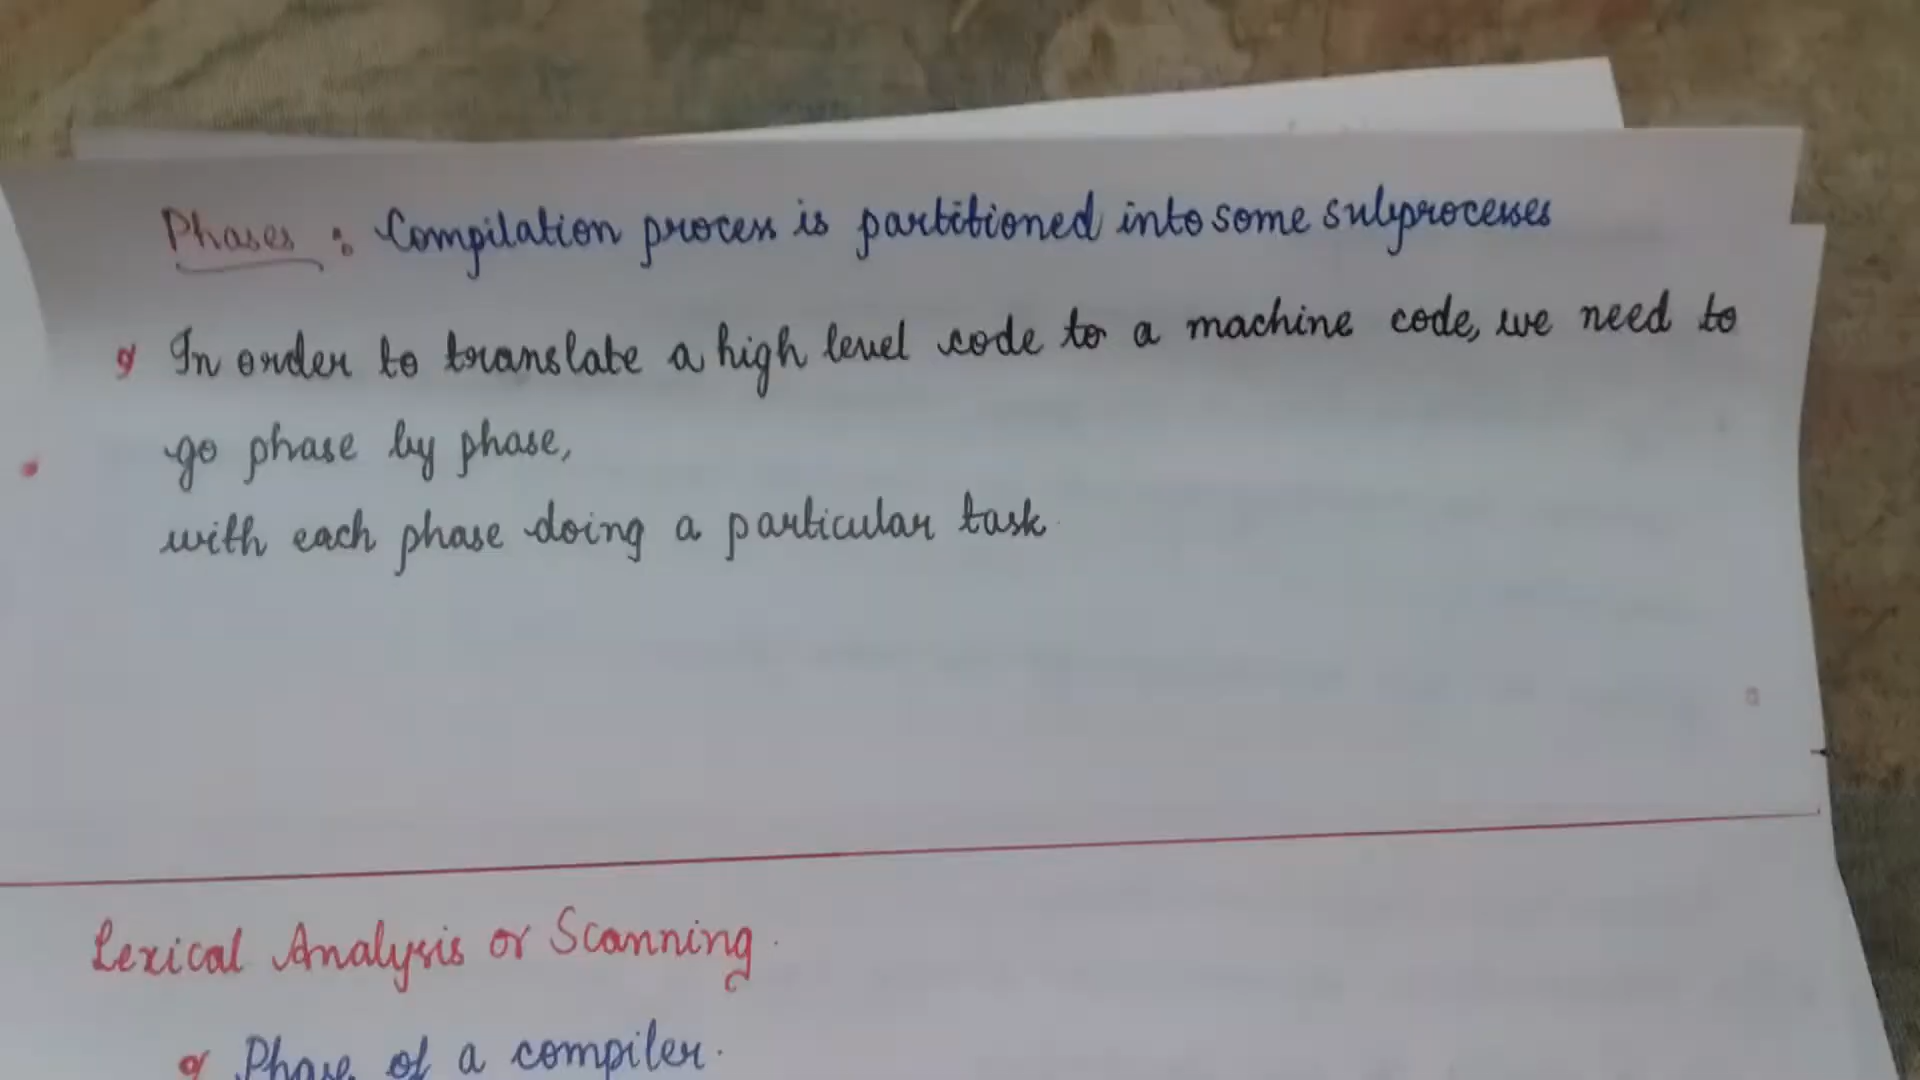 Phases : Compilation process is partitioned into some subprocesses
In order to translate a high level code to a machine code, we need to
go phase by phase,
with each phase doing a particular task.
Lexical Analysis or Scanning.
Phase of a compiler.